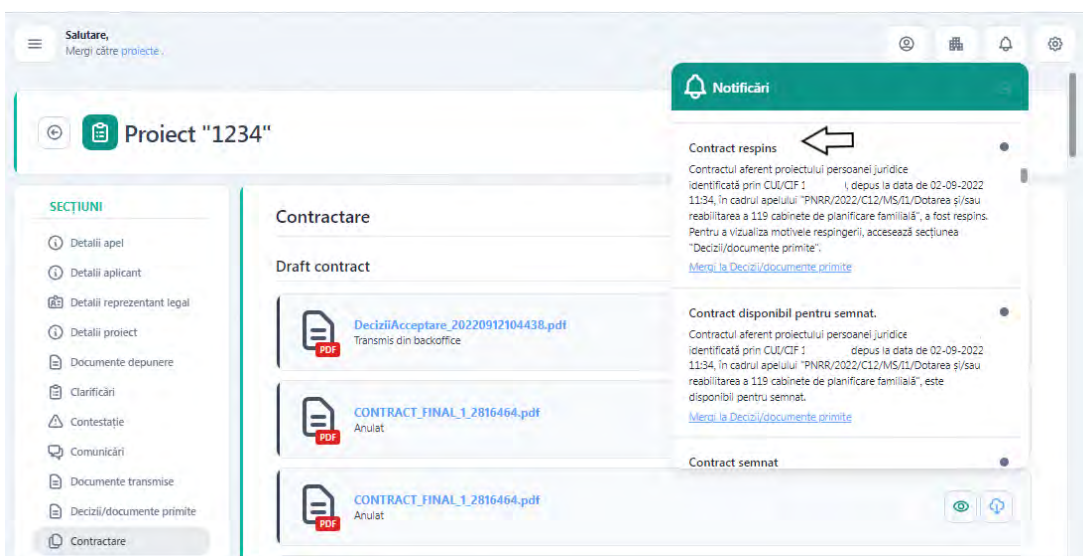 Salutare,
Mergi către proiecte .
Proiect "1234"
SECȚIUNI
Detalii apel
Detalii aplicant
Detalii reprezentant legal
Detalii proiect
Documente depunere
Clarificări
Contestație
Comunicări
Documente transmise
Decizii/documente primite
Contractare
Contractare
Draft contract
PDF
DeciziiAcceptare_20220912104438.pdf
Transmis din backoffice
PDF
CONTRACT_FINAL_1_2816464.pdf
Anulat
PDF
CONTRACT_FINAL_1_2816464.pdf
Anulat
Notificări
Contract respins
Contractul aferent proiectului persoanei juridice
identificată prin CUI/CIF 1 , depus la data de 02-09-2022
11:34, în cadrul apelului "PNRR/2022/C12/MS/I1/Dotarea și/sau
reabilitarea a 119 cabinete de planificare familială", a fost respins.
Pentru a vizualiza motivele respingerii, accesează secțiunea
"Decizii/documente primite".
Mergi la Decizii/documente primite
Contract disponibil pentru semnat.
Contractul aferent proiectului persoanei juridice
identificată prin CUI/CIF 1 depus la data de 02-09-2022
11:34, în cadrul apelului "PNRR/2022/C12/MS/I1/Dotarea și/sau
reabilitarea a 119 cabinete de planificare familială", este
disponibil pentru semnat.
Mergi la Decizii/documente primite
Contract semnat